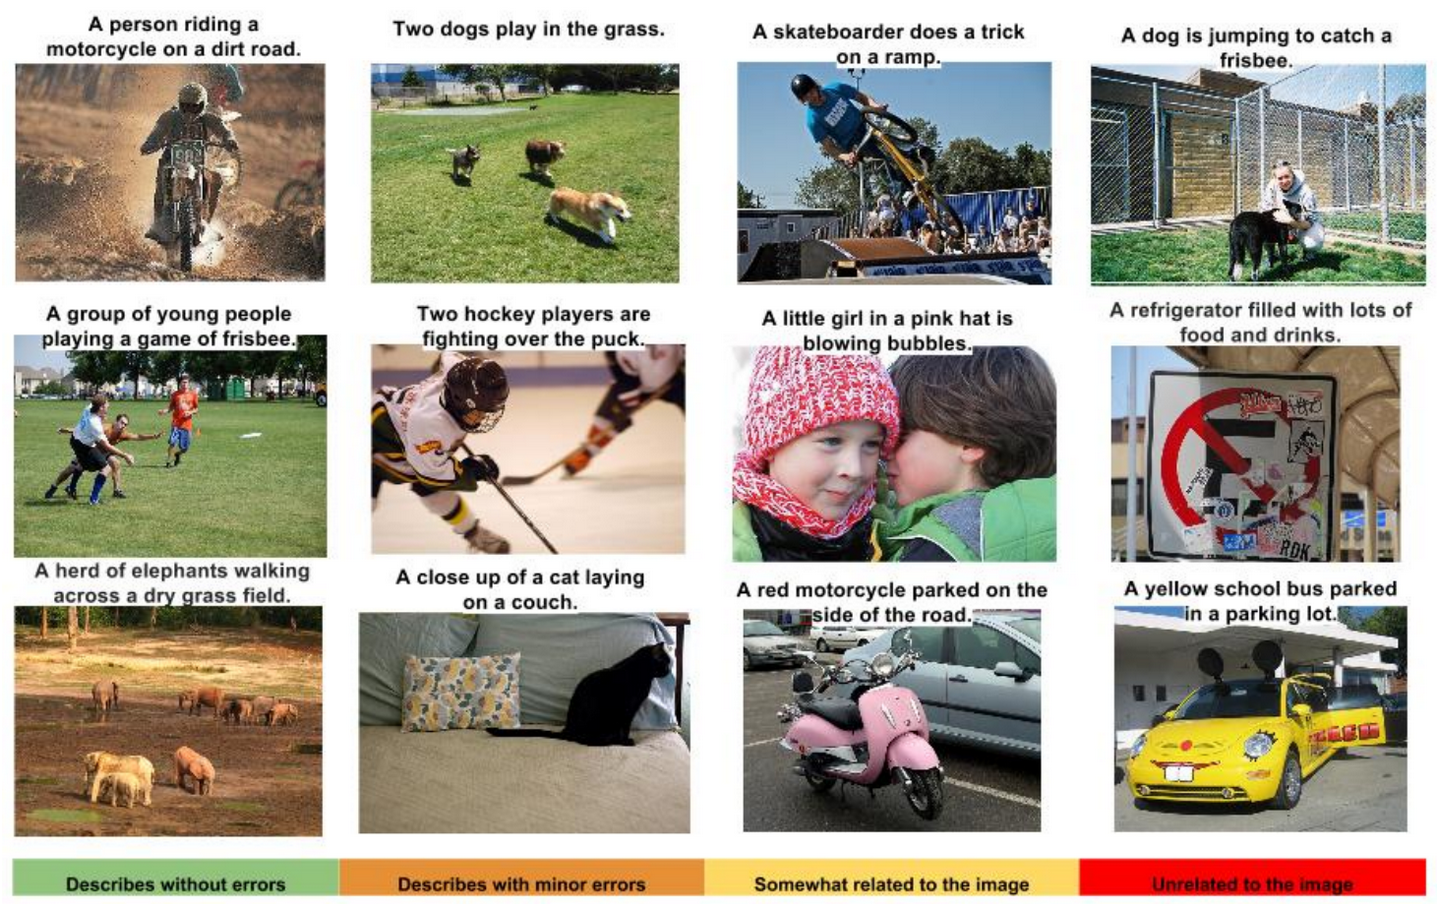 A person riding a
motorcycle on a dirt road.
Two dogs play in the grass.
A skateboarder does a trick
on a ramp.
A dog is jumping to catch a
frisbee.
A group of young people
playing a game of frisbee.
Two hockey players are
fighting over the puck.
A little girl in a pink hat is
blowing bubbles.
A refrigerator filled with lots of
food and drinks.
RDK
A herd of elephants walking
across a dry grass field.
A close up of a cat laying
on a couch.
A red motorcycle parked on the
side of the road.
A yellow school bus parked
in a parking lot.
Describes without errors
Describes with minor errors
Somewhat related to the image
Unrelated to the image